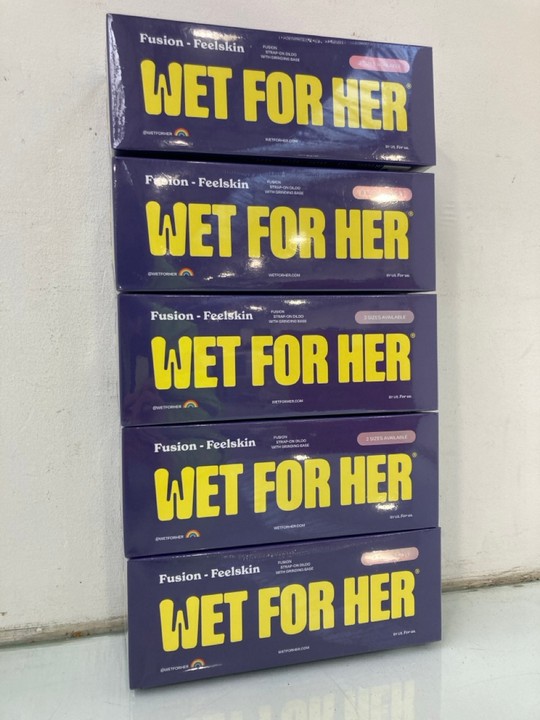 Fusion - Feelskin
FUSION
STRAP-ON DILDO
WITH GRINDING BASE
WET FOR HER®
@WETFORHER
WETFORHER.COM
Fusion - Feelskin
FUSION
STRAP-ON DILDO
WITH GRINDING BASE
WET FOR HER®
@WETFORHER
WETFORHER.COM
Fusion - Feelskin
FUSION
STRAP-ON DILDO
WITH GRINDING BASE
2 SIZES AVAILABLE
WET FOR HER®
@WETFORHER
WETFORHER.COM
Fusion - Feelskin
FUSION
STRAP-ON DILDO
WITH GRINDING BASE
2 SIZES AVAILABLE
WET FOR HER®
@WETFORHER
WETFORHER.COM
Fusion - Feelskin
FUSION
STRAP-ON DILDO
WITH GRINDING BASE
WET FOR HER®
@WETFORHER
WETFORHER.COM